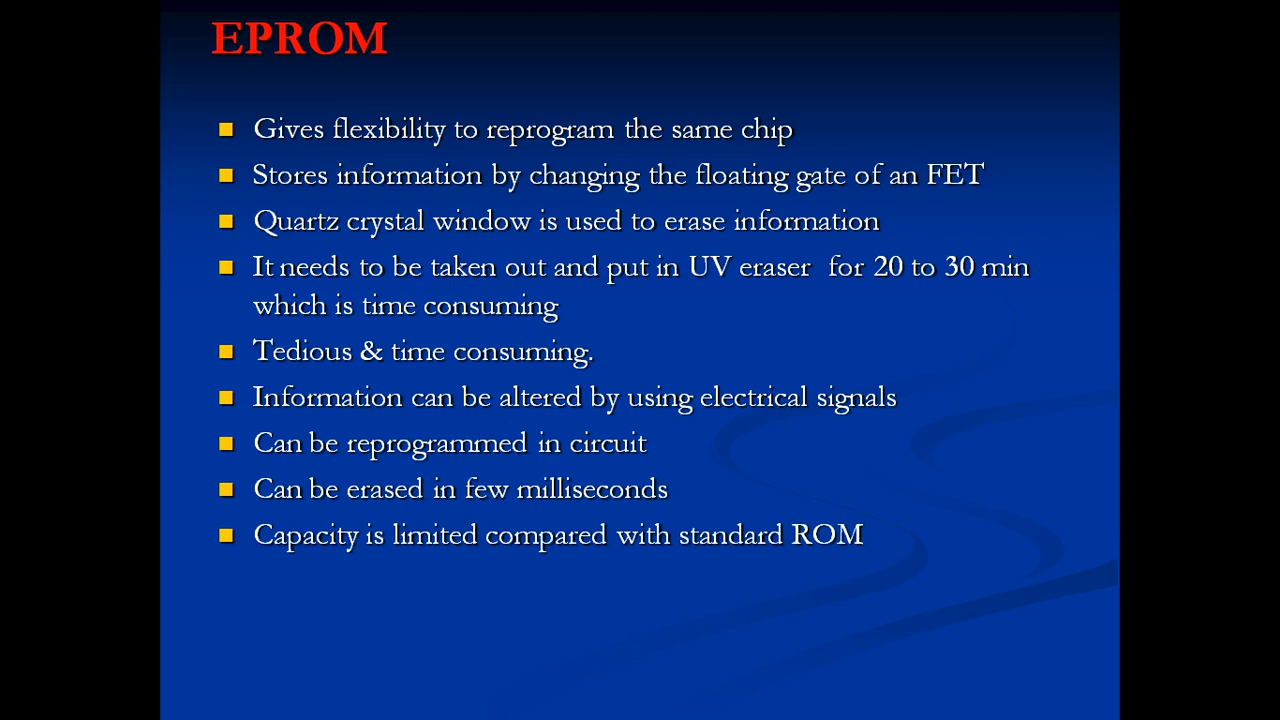 EPROM
Gives flexibility to reprogram the same chip
Stores information by changing the floating gate of an FET
Quartz crystal window is used to erase information
It needs to be taken out and put in UV eraser  for 20 to 30 min
which is time consuming
Tedious & time consuming.
Information can be altered by using electrical signals
Can be reprogrammed in circuit
Can be erased in few milliseconds
Capacity is limited compared with standard ROM